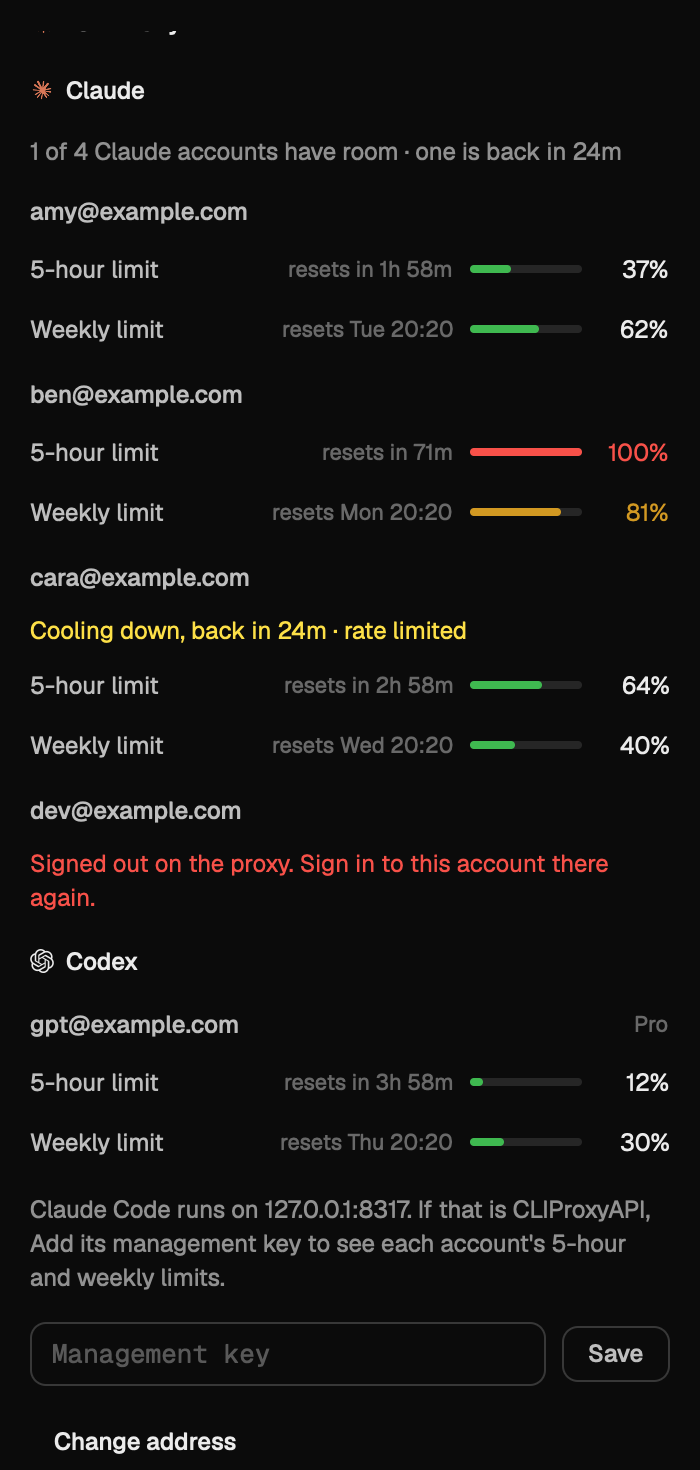 Claude
1 of 4 Claude accounts have room · one is back in 24m
amy@example.com
5-hour limit resets in 1h 58m 37%
Weekly limit resets Tue 20:20 62%
ben@example.com
5-hour limit resets in 71m 100%
Weekly limit resets Mon 20:20 81%
cara@example.com
Cooling down, back in 24m · rate limited
5-hour limit resets in 2h 58m 64%
Weekly limit resets Wed 20:20 40%
dev@example.com
Signed out on the proxy. Sign in to this account there
again.
Codex
gpt@example.com Pro
5-hour limit resets in 3h 58m 12%
Weekly limit resets Thu 20:20 30%
Claude Code runs on 127.0.0.1:8317. If that is CLIProxyAPI,
Add its management key to see each account's 5-hour
and weekly limits.
Management key Save
Change address